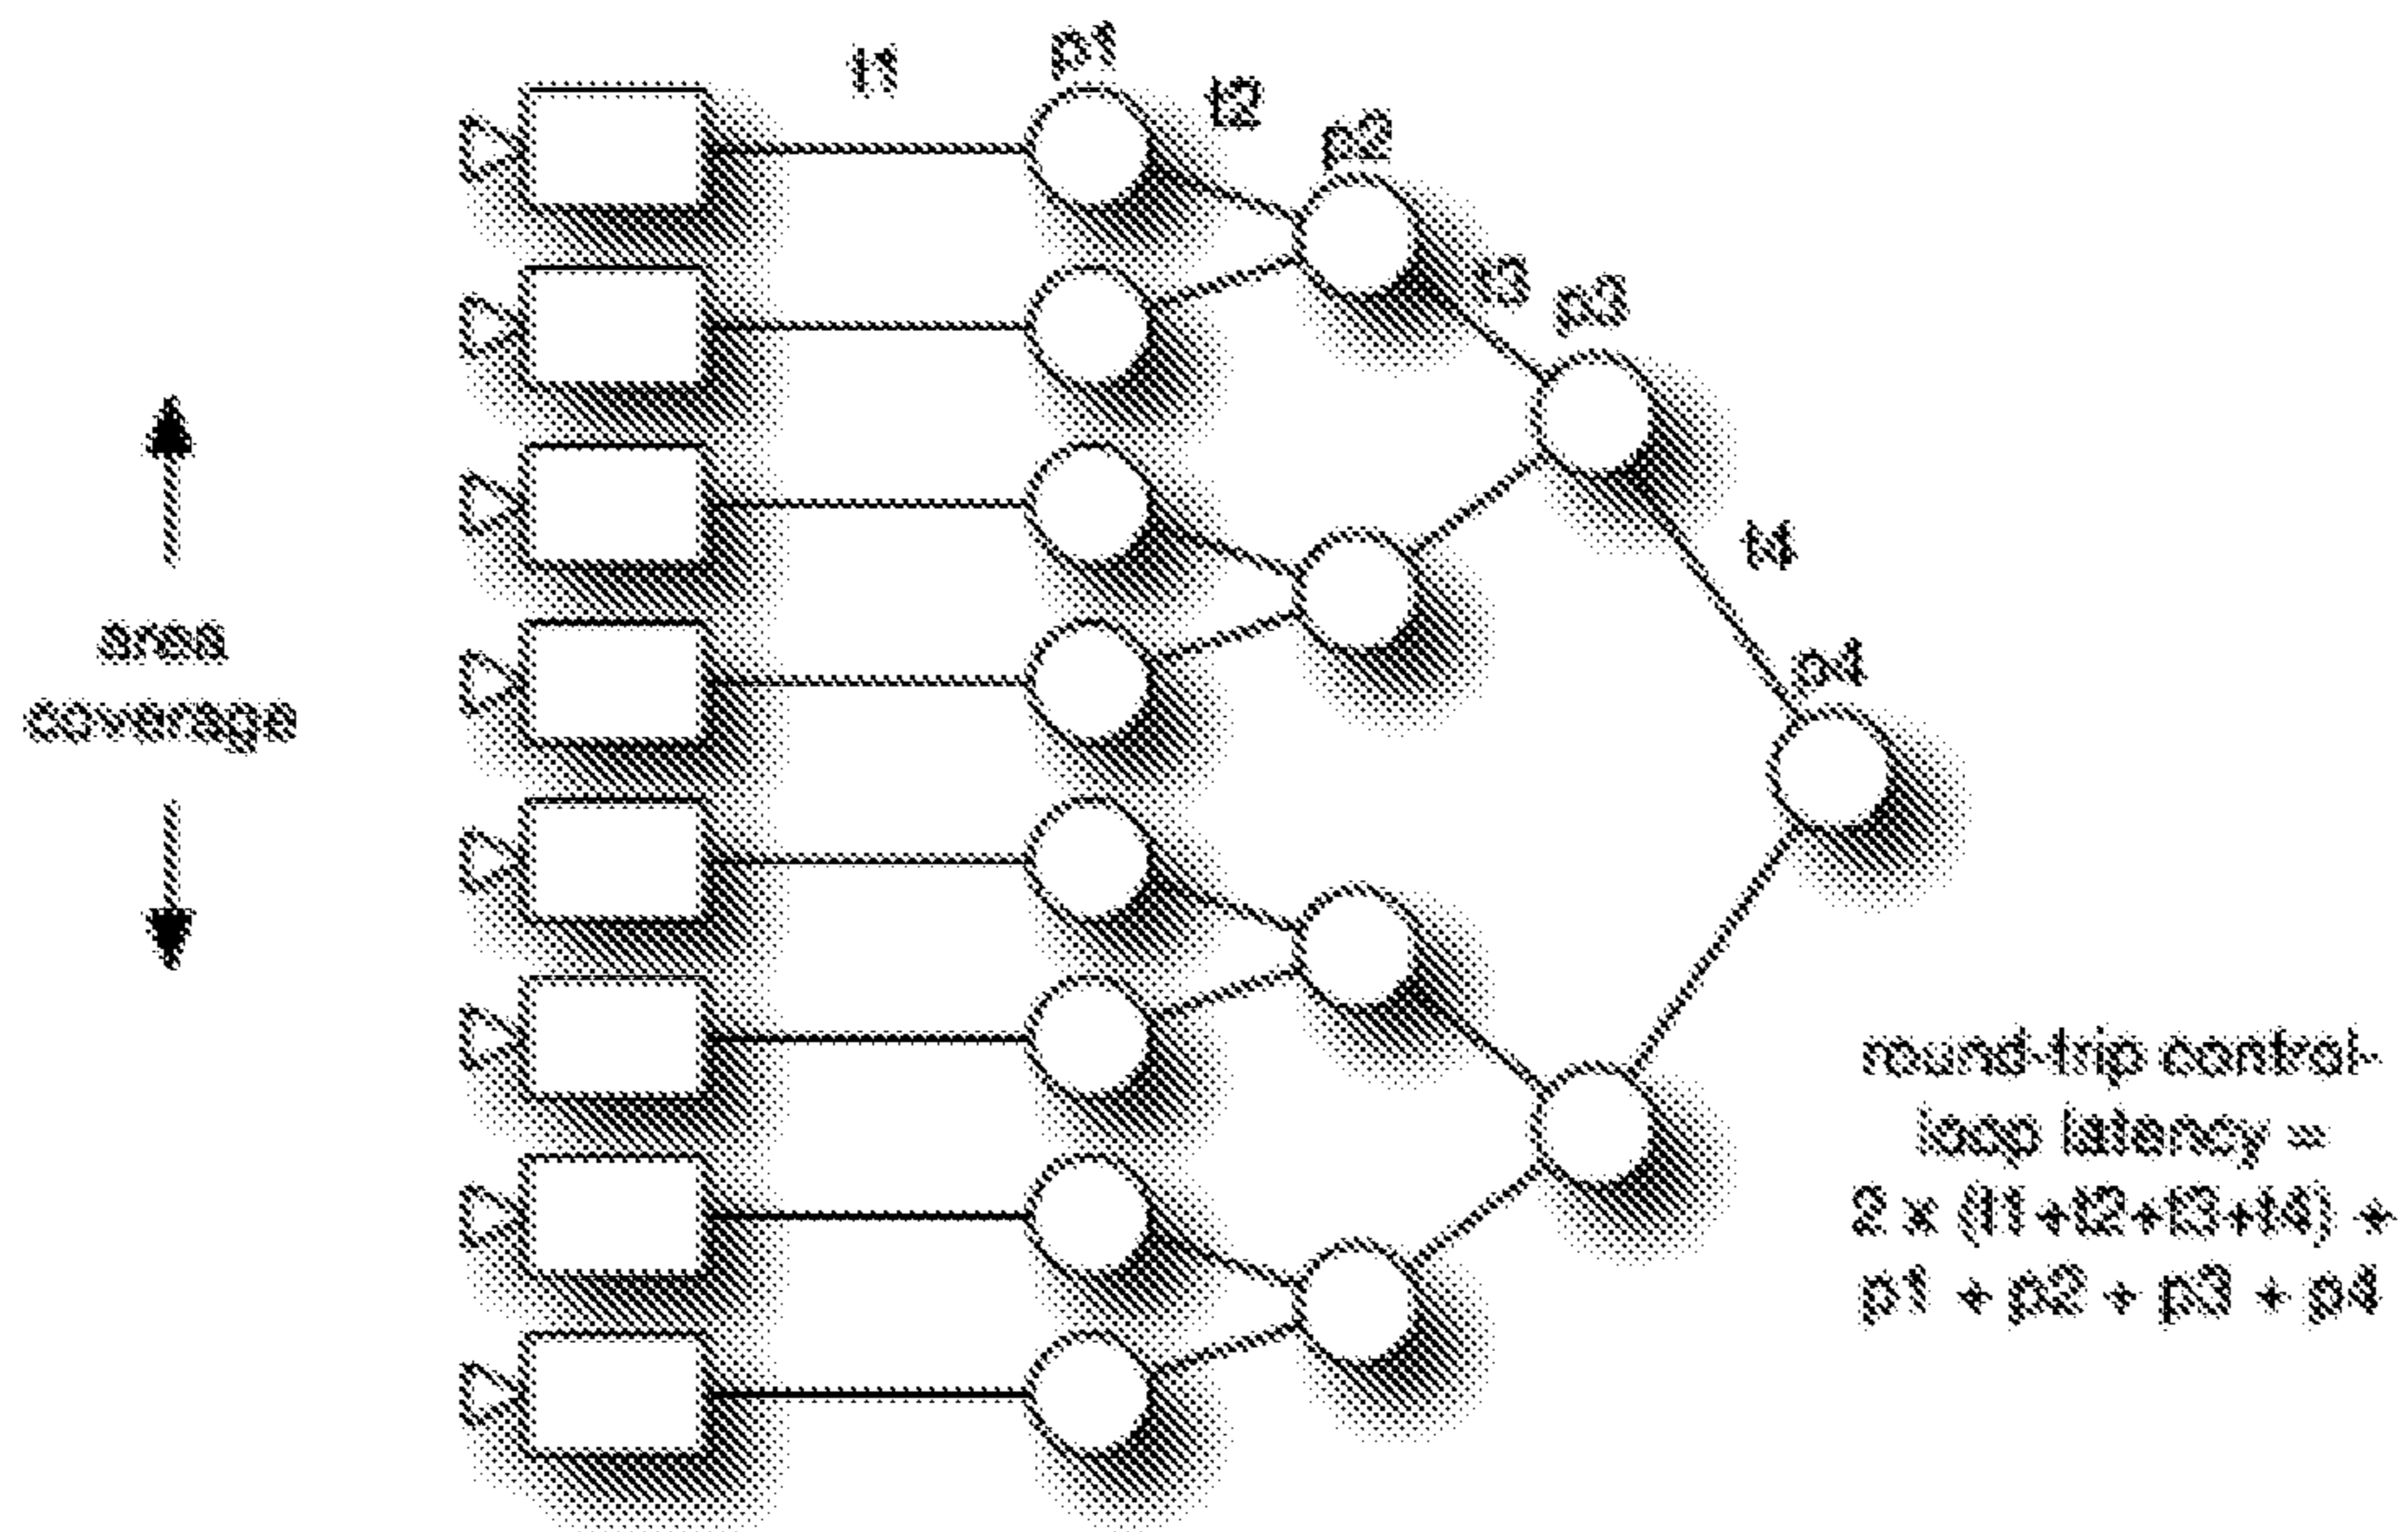 t1
p1
t2
p2
t3
p3
t4
p4
area
coverage
round-trip control-
loop latency =
2 x (t1+t2+t3+t4) +
p1 + p2 + p3 + p4